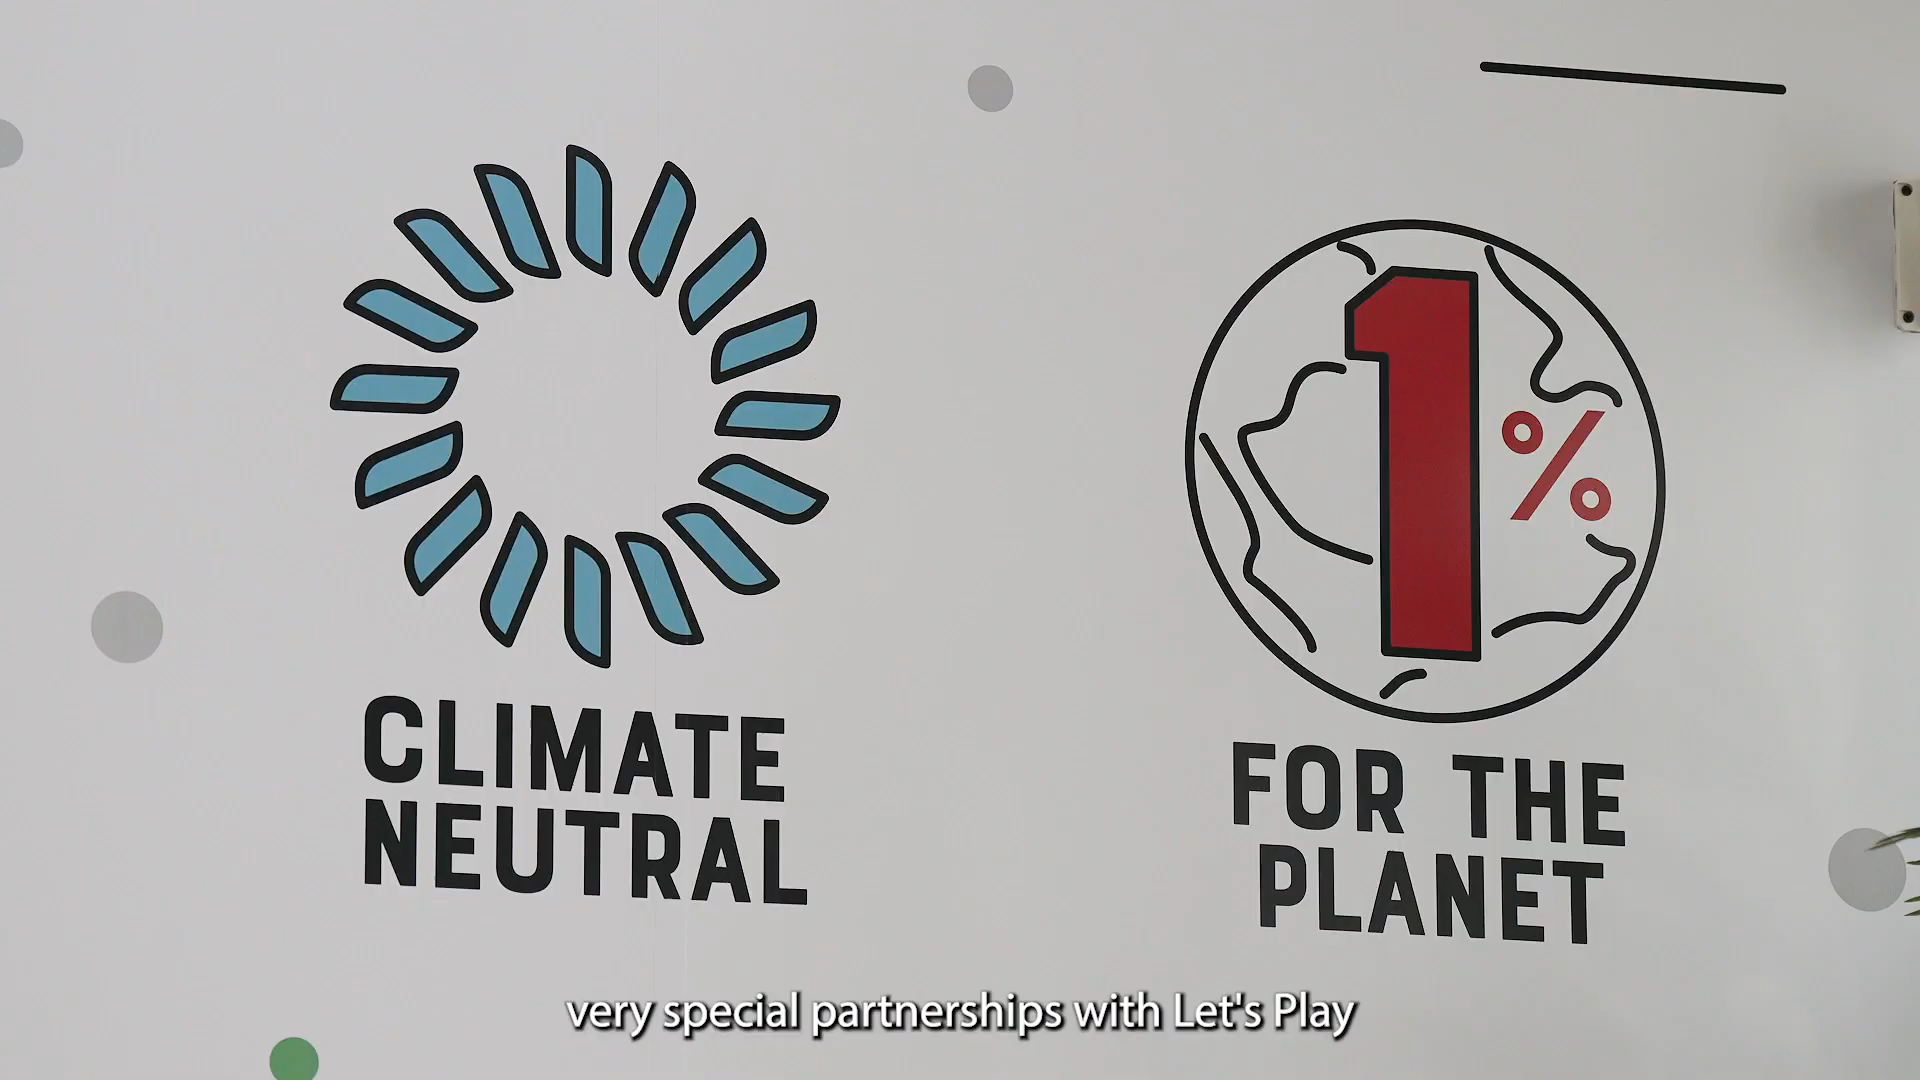 CLIMATE
NEUTRAL
1%
FOR THE
PLANET
very special partnerships with Let's Play